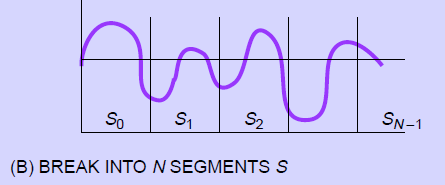 S0 S1 S2 SN–1
(B) BREAK INTO N SEGMENTS S